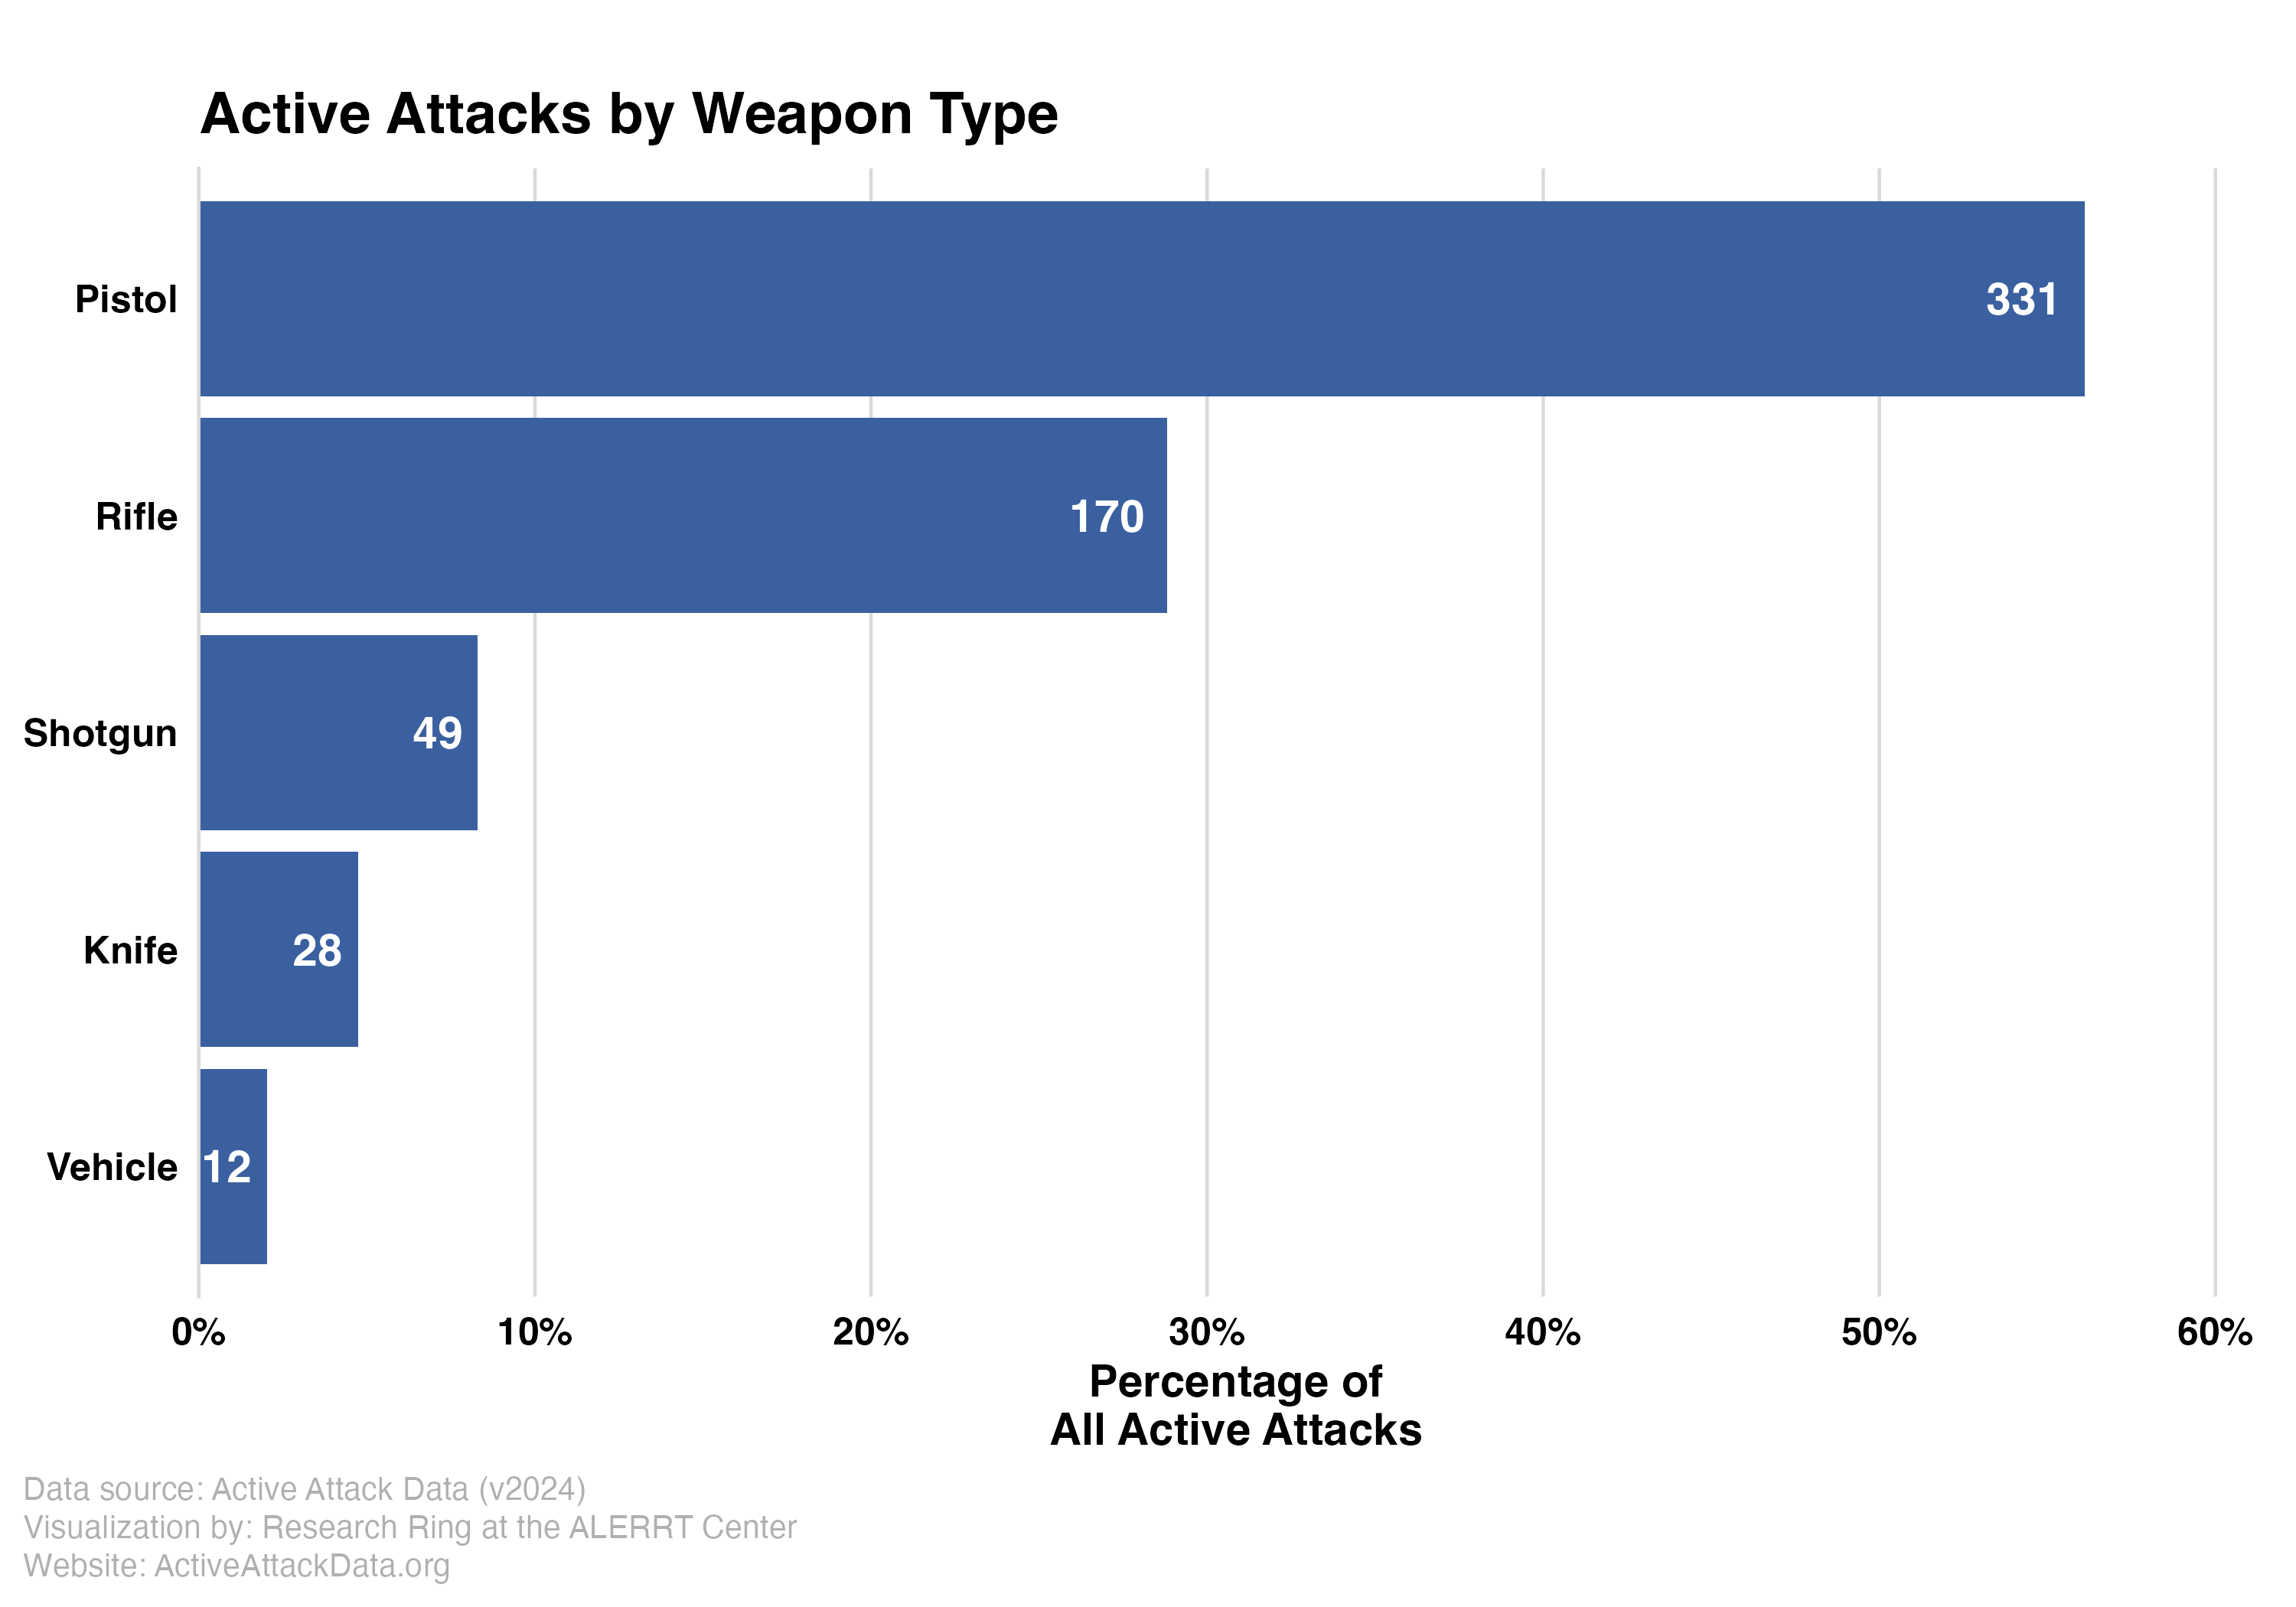 Active Attacks by Weapon Type
Pistol
331
Rifle
170
Shotgun
49
Knife
28
Vehicle
12
0%
10%
20%
30%
40%
50%
60%
Percentage of
All Active Attacks
Data source: Active Attack Data (v2024)
Visualization by: Research Ring at the ALERRT Center
Website: ActiveAttackData.org